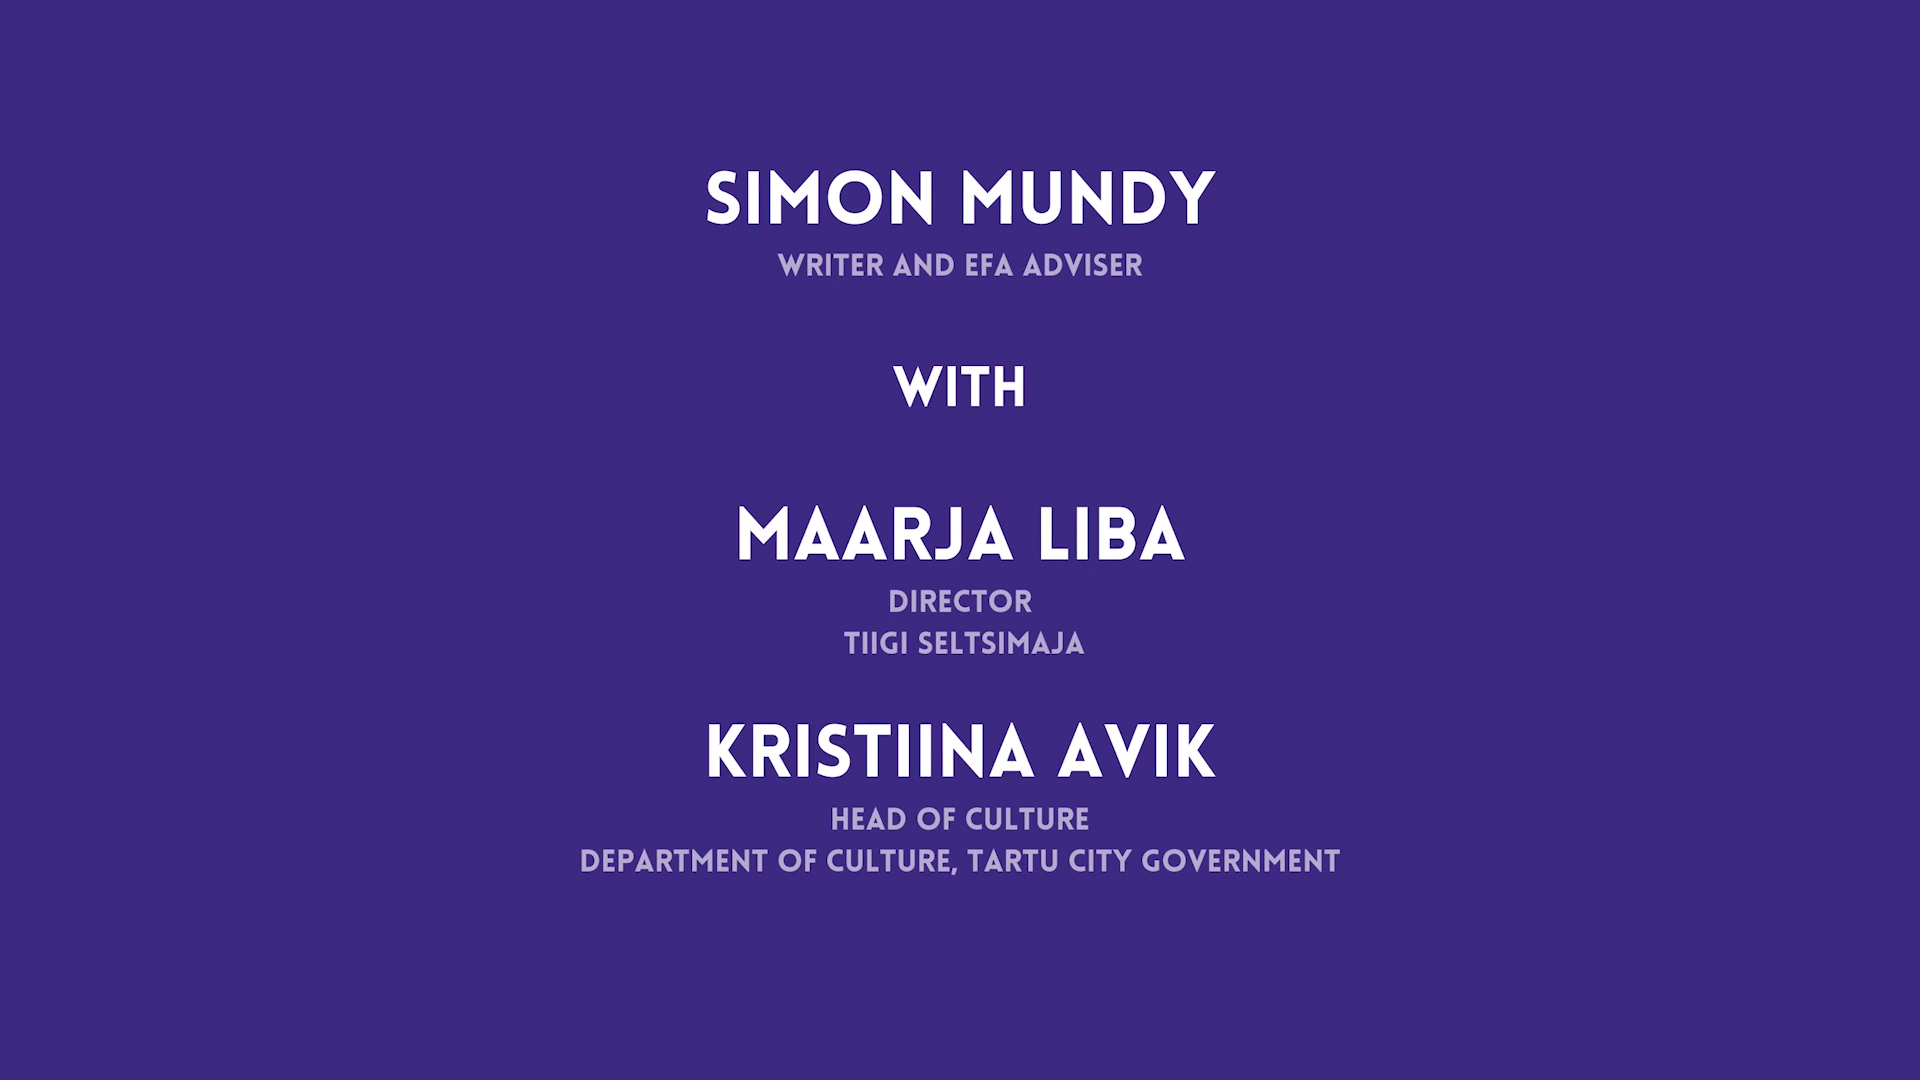 SIMON MUNDY
WRITER AND EFA ADVISER
WITH
MAARJA LIBA
DIRECTOR
TIIGI SELTSIMAJA
KRISTIINA AVIK
HEAD OF CULTURE
DEPARTMENT OF CULTURE, TARTU CITY GOVERNMENT